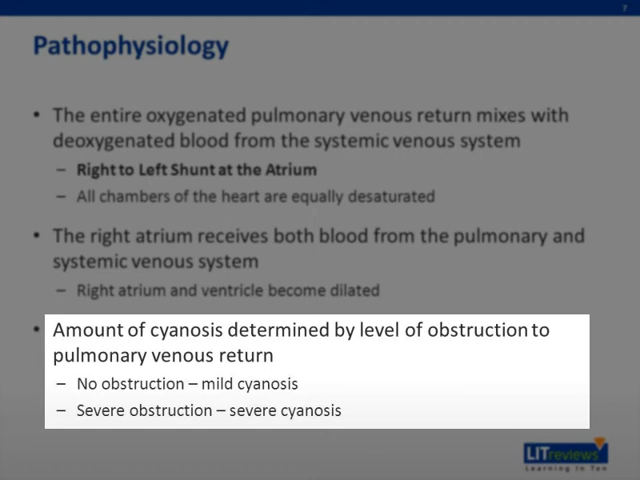 7
Pathophysiology
• The entire oxygenated pulmonary venous return mixes with
deoxygenated blood from the systemic venous system
– Right to Left Shunt at the Atrium
– All chambers of the heart are equally desaturated
• The right atrium receives both blood from the pulmonary and
systemic venous system
– Right atrium and ventricle become dilated
• Amount of cyanosis determined by level of obstruction to
pulmonary venous return
– No obstruction – mild cyanosis
– Severe obstruction – severe cyanosis
LITreviews
Learning in Ten